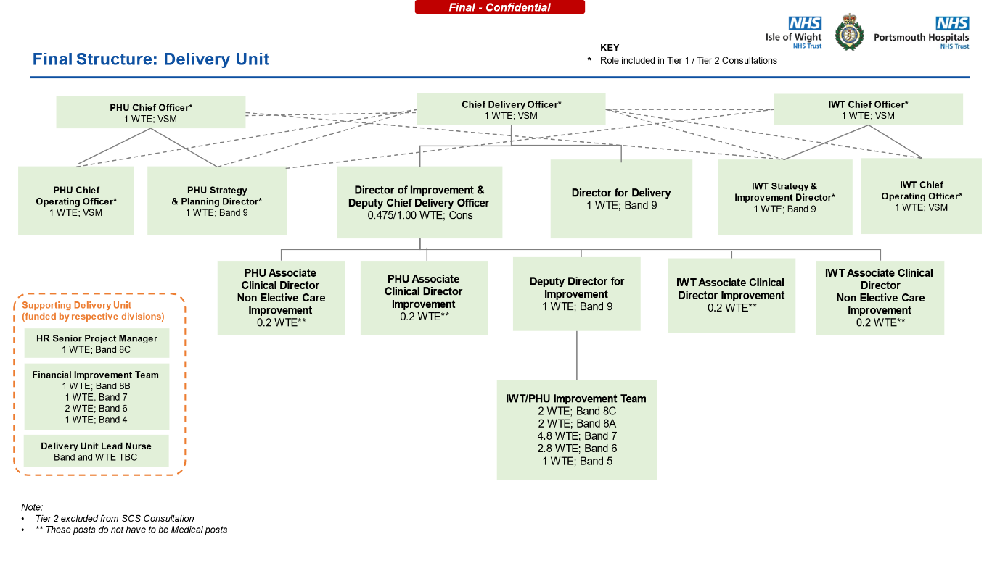 Final - Confidential
NHS
Isle of Wight
NHS Trust
NHS
Portsmouth Hospitals
NHS Trust
Final Structure: Delivery Unit
KEY
* Role included in Tier 1 / Tier 2 Consultations
PHU Chief Officer*
1 WTE; VSM
Chief Delivery Officer*
1 WTE; VSM
IWT Chief Officer*
1 WTE; VSM
PHU Chief
Operating Officer*
1 WTE; VSM
PHU Strategy
& Planning Director*
1 WTE; Band 9
Director of Improvement &
Deputy Chief Delivery Officer
0.475/1.00 WTE; Cons
Director for Delivery
1 WTE; Band 9
IWT Strategy &
Improvement Director*
1 WTE; Band 9
IWT Chief
Operating Officer*
1 WTE; VSM
PHU Associate
Clinical Director
Non Elective Care
Improvement
0.2 WTE**
PHU Associate
Clinical Director
Improvement
0.2 WTE**
Deputy Director for
Improvement
1 WTE; Band 9
IWT Associate Clinical
Director Improvement
0.2 WTE**
IWT Associate Clinical
Director
Non Elective Care
Improvement
0.2 WTE**
Supporting Delivery Unit
(funded by respective divisions)
HR Senior Project Manager
1 WTE; Band 8C
Financial Improvement Team
1 WTE; Band 8B
1 WTE; Band 7
2 WTE; Band 6
1 WTE; Band 4
Delivery Unit Lead Nurse
Band and WTE TBC
IWT/PHU Improvement Team
2 WTE; Band 8C
2 WTE; Band 8A
4.8 WTE; Band 7
2.8 WTE; Band 6
1 WTE; Band 5
Note:
• Tier 2 excluded from SCS Consultation
• ** These posts do not have to be Medical posts